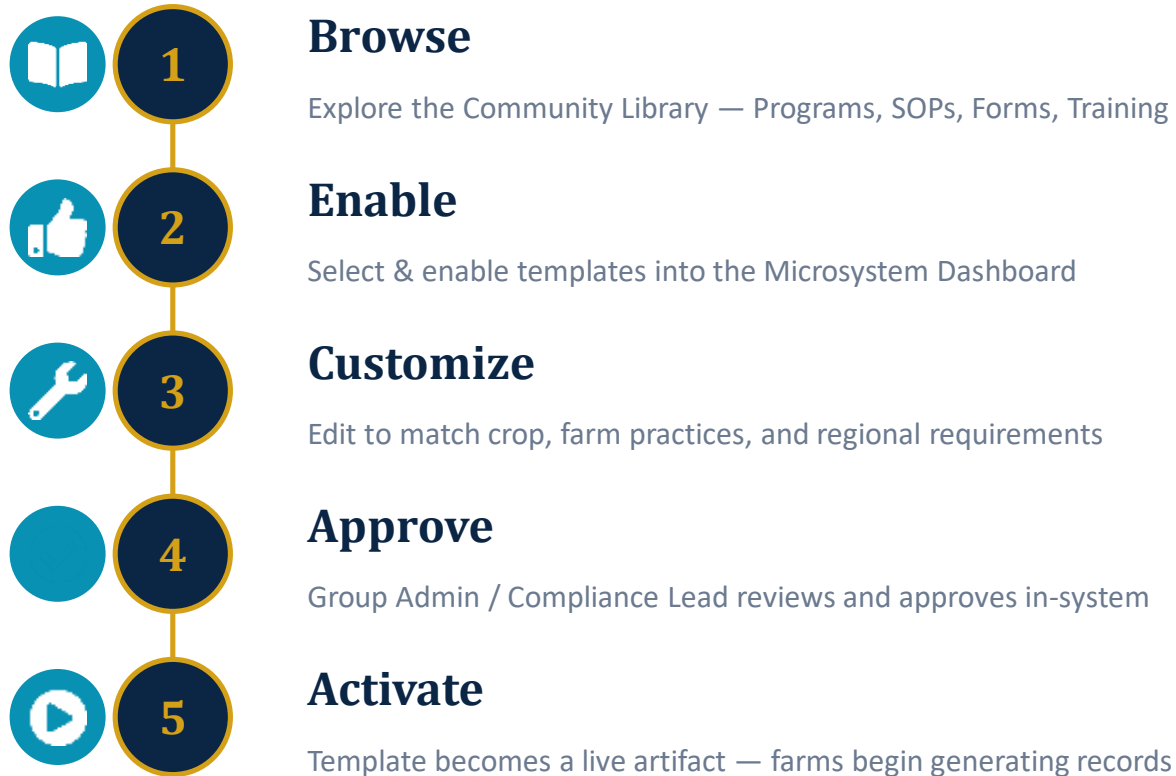 1
Browse
Explore the Community Library — Programs, SOPs, Forms, Training
2
Enable
Select & enable templates into the Microsystem Dashboard
3
Customize
Edit to match crop, farm practices, and regional requirements
4
Approve
Group Admin / Compliance Lead reviews and approves in-system
5
Activate
Template becomes a live artifact — farms begin generating records